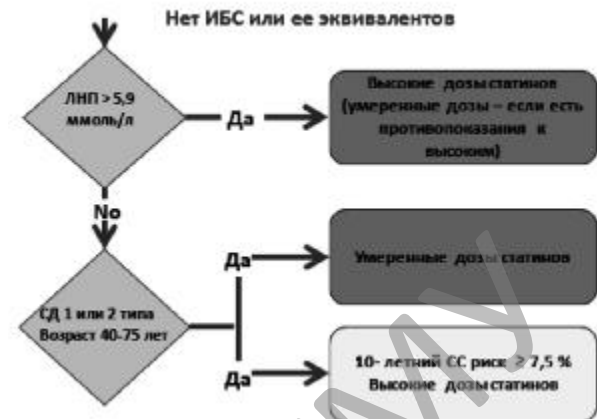 Нет ИБС или ее эквивалентов
ЛНП > 5,9
ммоль/л
Да
Высокие дозы статинов
(умеренные дозы – если есть
противопоказания к
высоким)
No
Да
Умеренные дозы статинов
СД 1 или 2 типа
Возраст 40-75 лет
Да
10- летний СС риск ≥ 7,5 %
Высокие дозы статинов